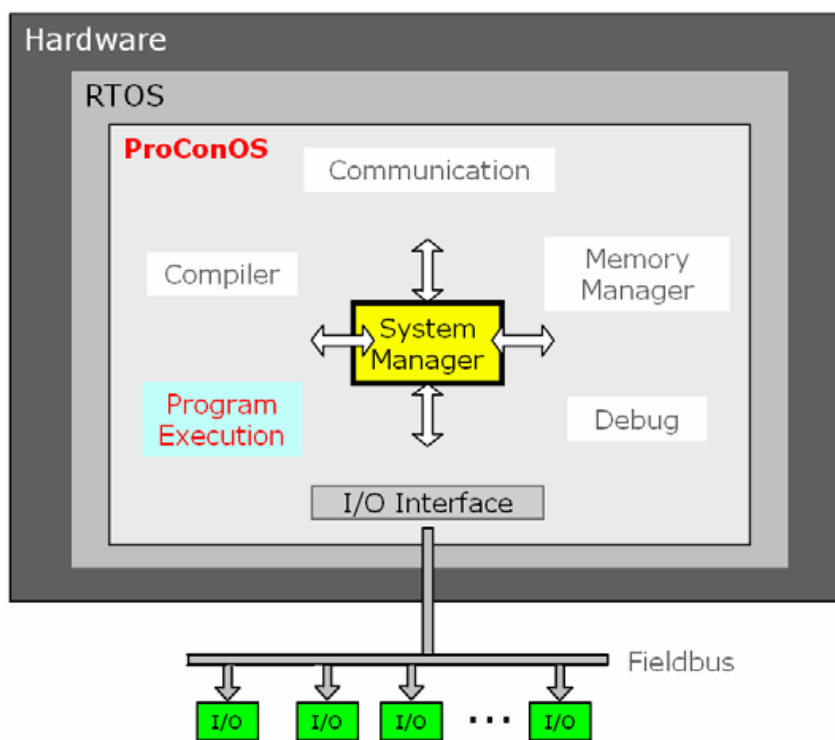 Hardware
RTOS
ProConOS
Communication
Compiler
Memory
Manager
System
Manager
Program
Execution
Debug
I/O Interface
Fieldbus
I/O I/O I/O ... I/O